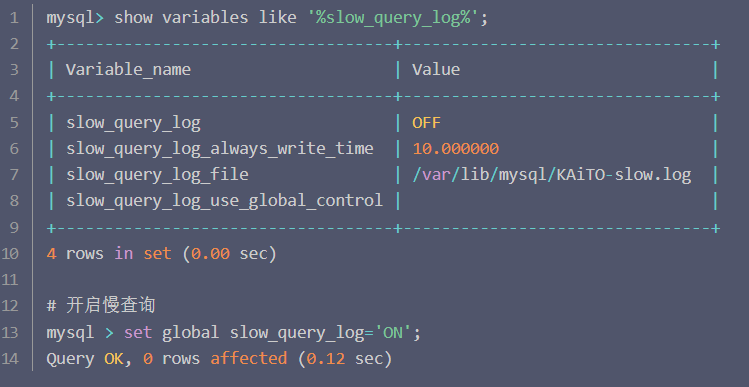 1 mysql> show variables like '%slow_query_log%';
2 +-----------------------------------+--------------------------------+
3 | Variable_name                     | Value                          |
4 +-----------------------------------+--------------------------------+
5 | slow_query_log                    | OFF                            |
6 | slow_query_log_always_write_time  | 10.000000                      |
7 | slow_query_log_file               | /var/lib/mysql/KAiTO-slow.log  |
8 | slow_query_log_use_global_control |                                |
9 +-----------------------------------+--------------------------------+
10 4 rows in set (0.00 sec)
11
12 # 开启慢查询
13 mysql > set global slow_query_log='ON';
14 Query OK, 0 rows affected (0.12 sec)